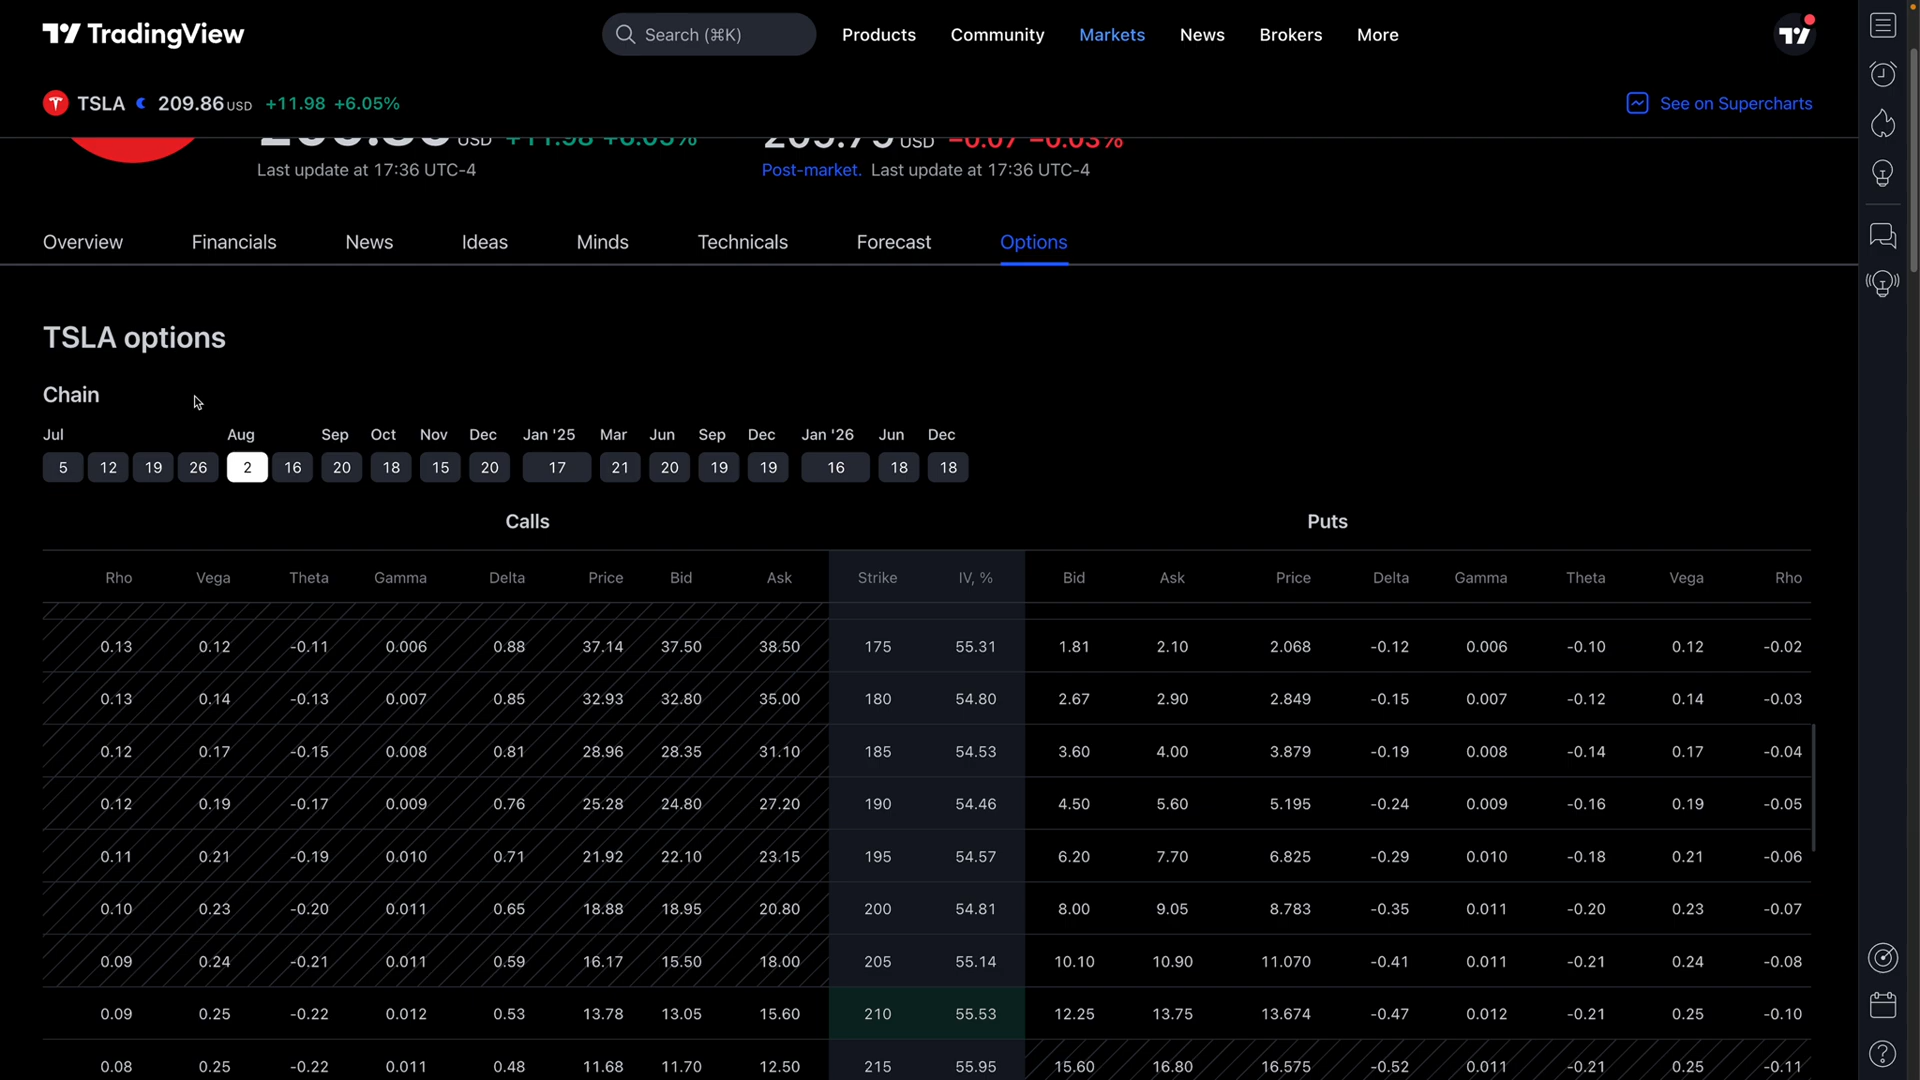 TradingView
Search (⌘K)
Products Community Markets News Brokers More
TSLA 209.86 USD +11.98 +6.05%
See on Supercharts
USD +11.98 +6.05% 209.79 USD −0.07 −0.03%
Last update at 17:36 UTC-4 Post-market. Last update at 17:36 UTC-4
Overview Financials News Ideas Minds Technicals Forecast Options
TSLA options
Chain
Jul Aug Sep Oct Nov Dec Jan '25 Mar Jun Sep Dec Jan '26 Jun Dec
5 12 19 26 2 16 20 18 15 20 17 21 20 19 19 16 18 18
Calls Puts
Rho Vega Theta Gamma Delta Price Bid Ask Strike IV, % Bid Ask Price Delta Gamma Theta Vega Rho
0.13 0.12 -0.11 0.006 0.88 37.14 37.50 38.50 175 55.31 1.81 2.10 2.068 -0.12 0.006 -0.10 0.12 -0.02
0.13 0.14 -0.13 0.007 0.85 32.93 32.80 35.00 180 54.80 2.67 2.90 2.849 -0.15 0.007 -0.12 0.14 -0.03
0.12 0.17 -0.15 0.008 0.81 28.96 28.35 31.10 185 54.53 3.60 4.00 3.879 -0.19 0.008 -0.14 0.17 -0.04
0.12 0.19 -0.17 0.009 0.76 25.28 24.80 27.20 190 54.46 4.50 5.60 5.195 -0.24 0.009 -0.16 0.19 -0.05
0.11 0.21 -0.19 0.010 0.71 21.92 22.10 23.15 195 54.57 6.20 7.70 6.825 -0.29 0.010 -0.18 0.21 -0.06
0.10 0.23 -0.20 0.011 0.65 18.88 18.95 20.80 200 54.81 8.00 9.05 8.783 -0.35 0.011 -0.20 0.23 -0.07
0.09 0.24 -0.21 0.011 0.59 16.17 15.50 18.00 205 55.14 10.10 10.90 11.070 -0.41 0.011 -0.21 0.24 -0.08
0.09 0.25 -0.22 0.012 0.53 13.78 13.05 15.60 210 55.53 12.25 13.75 13.674 -0.47 0.012 -0.21 0.25 -0.10
0.08 0.25 -0.22 0.011 0.48 11.68 11.70 12.50 215 55.95 15.60 16.80 16.575 -0.52 0.011 -0.21 0.25 -0.11